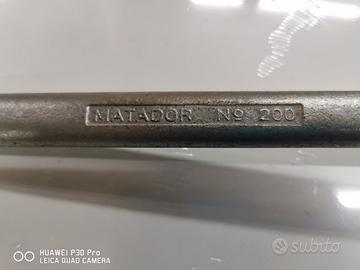 MATADOR Nº 200
HUAWEI P30 Pro
LEICA QUAD CAMERA
subito